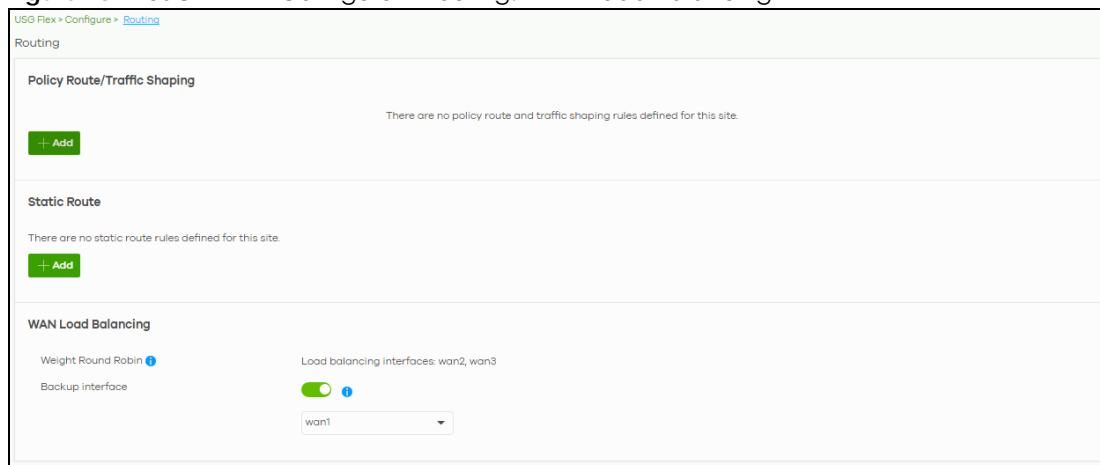 USG Flex > Configure > Routing
Routing
Policy Route/Traffic Shaping
There are no policy route and traffic shaping rules defined for this site.
+ Add
Static Route
There are no static route rules defined for this site.
+ Add
WAN Load Balancing
Weight Round Robin
Load balancing interfaces: wan2, wan3
Backup interface
wan1